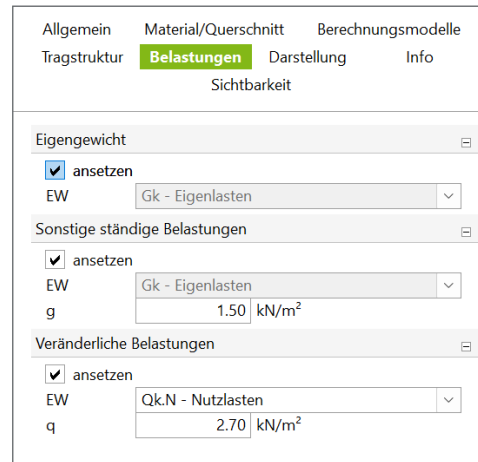 Allgemein Material/Querschnitt Berechnungsmodelle
Tragstruktur Belastungen Darstellung Info
Sichtbarkeit
Eigengewicht
ansetzen
EW Gk - Eigenlasten
Sonstige ständige Belastungen
ansetzen
EW Gk - Eigenlasten
g 1.50 kN/m²
Veränderliche Belastungen
ansetzen
EW Qk.N - Nutzlasten
q 2.70 kN/m²